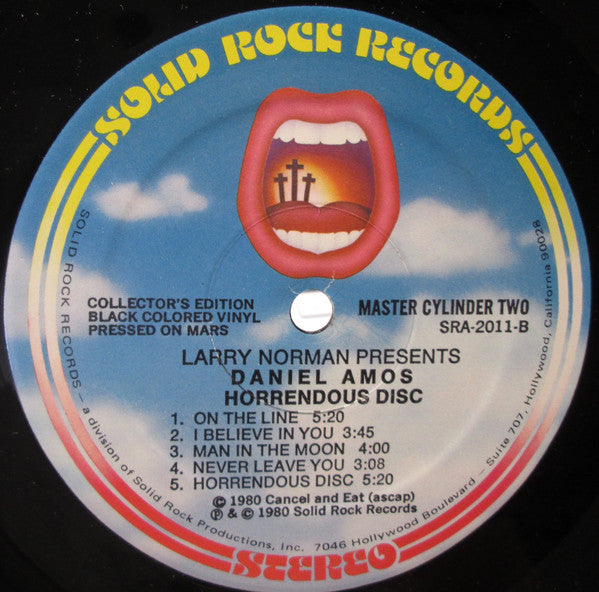 SOLID ROCK RECORDS
COLLECTOR'S EDITION
BLACK COLORED VINYL
PRESSED ON MARS
MASTER CYLINDER TWO
SRA-2011-B
LARRY NORMAN PRESENTS
DANIEL AMOS
HORRENDOUS DISC
1. ON THE LINE 5:20
2. I BELIEVE IN YOU 3:45
3. MAN IN THE MOON 4:00
4. NEVER LEAVE YOU 3:08
5. HORRENDOUS DISC 5:20
© 1980 Cancel and Eat (ascap)
℗ & © 1980 Solid Rock Records
SOLID ROCK RECORDS – a division of Solid Rock Productions, Inc. 7046 Hollywood Boulevard – Suite 707, Hollywood, California 90028
STEREO